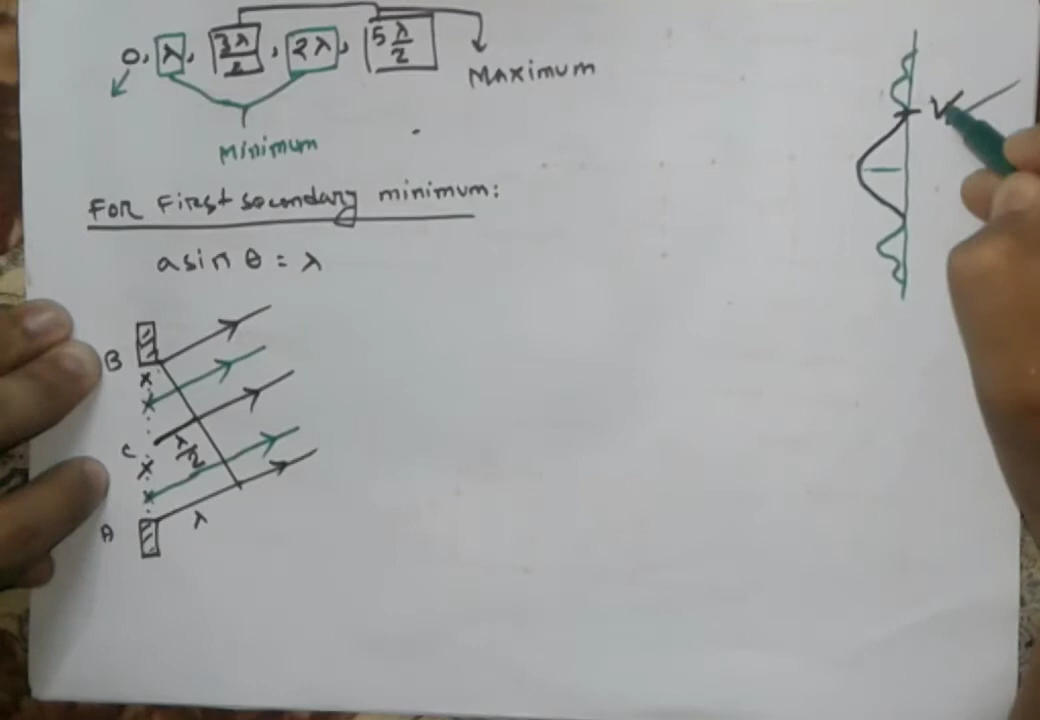 0, λ, 3λ/2, 2λ, 5λ/2
Maximum
Minimum
For First secondary minimum:
a sin θ = λ
B
C
λ/2
λ
A